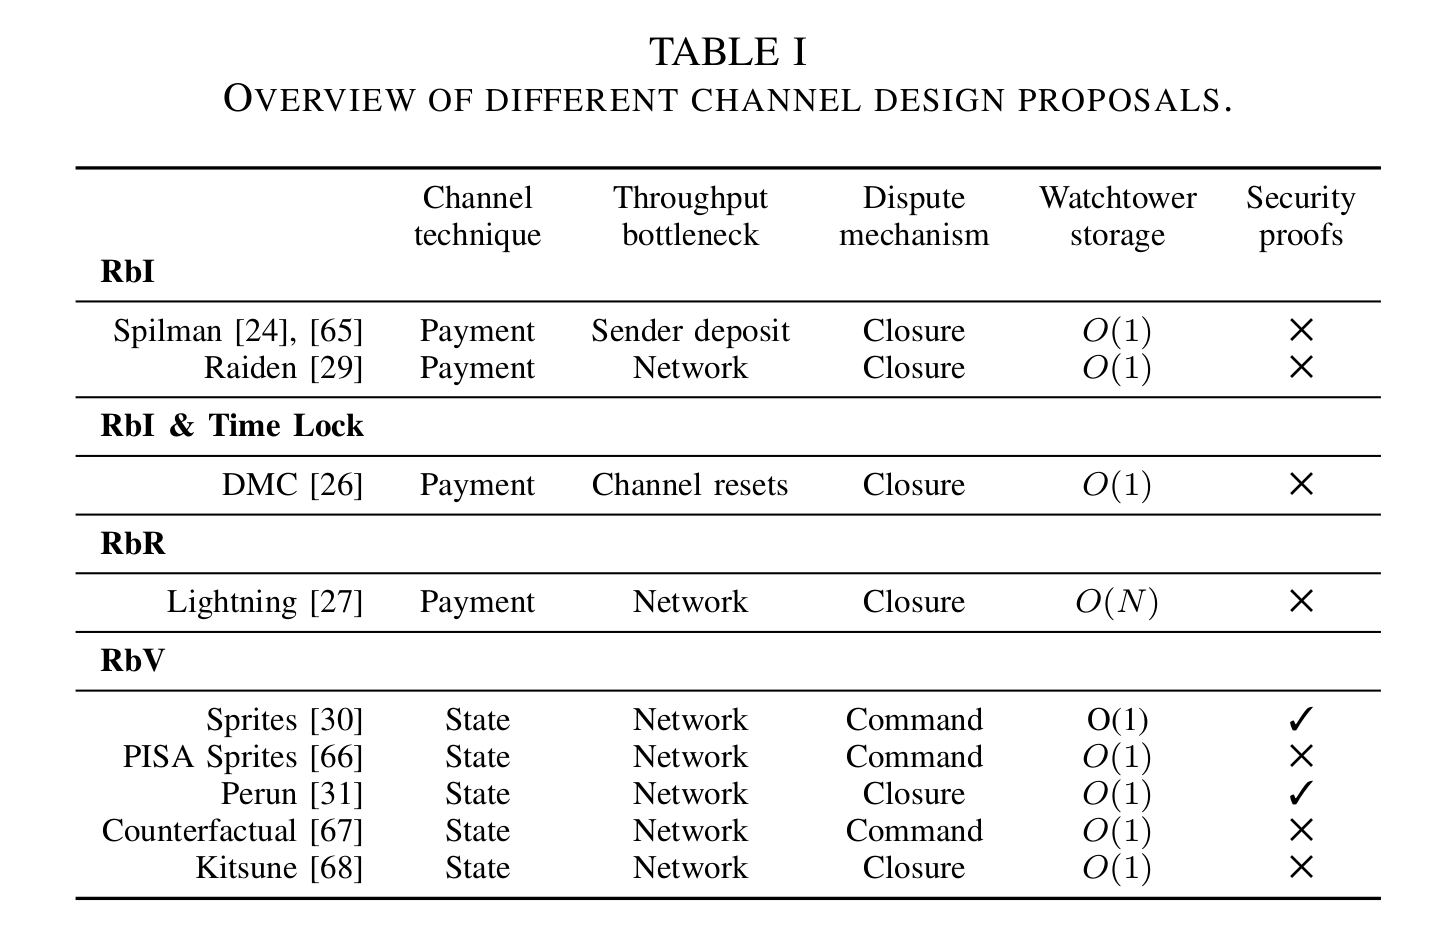 TABLE I
OVERVIEW OF DIFFERENT CHANNEL DESIGN PROPOSALS.
Channel technique Throughput bottleneck Dispute mechanism Watchtower storage Security proofs
RbI
Spilman [24], [65] Payment Sender deposit Closure O(1) ✕
Raiden [29] Payment Network Closure O(1) ✕
RbI & Time Lock
DMC [26] Payment Channel resets Closure O(1) ✕
RbR
Lightning [27] Payment Network Closure O(N) ✕
RbV
Sprites [30] State Network Command O(1) ✓
PISA Sprites [66] State Network Command O(1) ✕
Perun [31] State Network Closure O(1) ✓
Counterfactual [67] State Network Command O(1) ✕
Kitsune [68] State Network Closure O(1) ✕